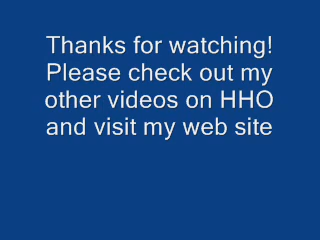 Thanks for watching!
Please check out my
other videos on HHO
and visit my web site